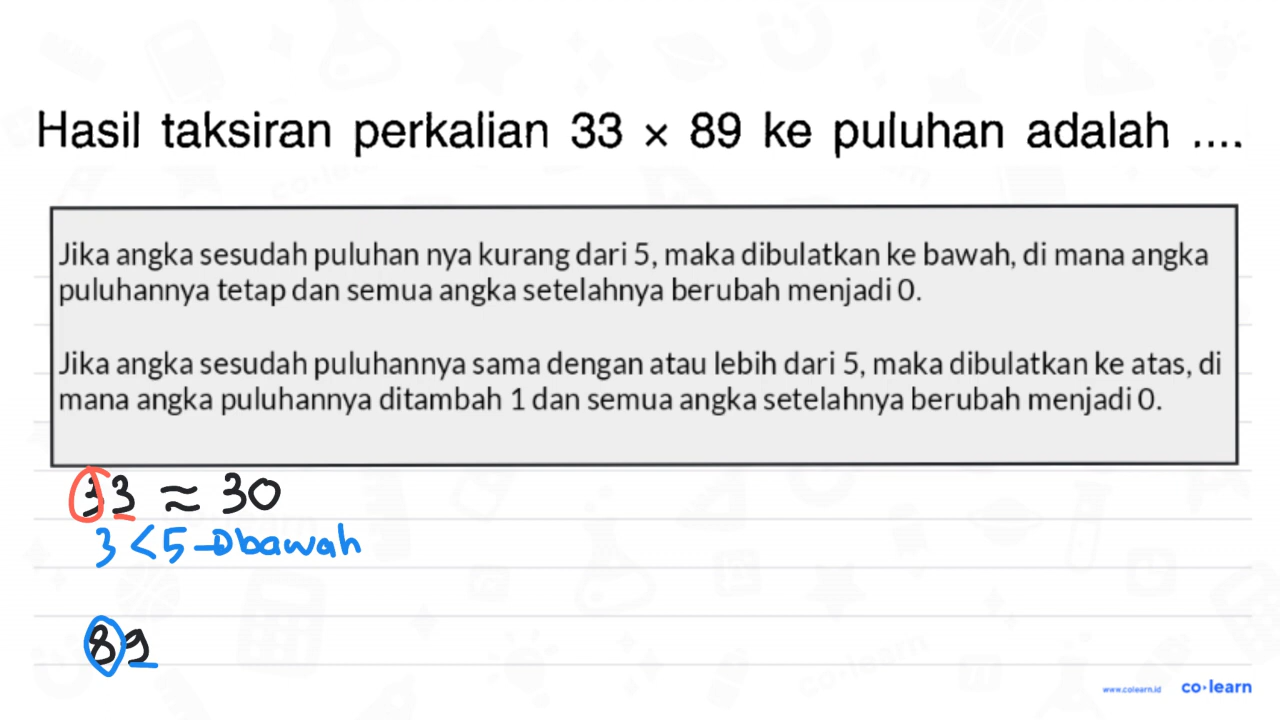 Hasil taksiran perkalian 33 × 89 ke puluhan adalah ....
Jika angka sesudah puluhan nya kurang dari 5, maka dibulatkan ke bawah, di mana angka
puluhannya tetap dan semua angka setelahnya berubah menjadi 0.
Jika angka sesudah puluhannya sama dengan atau lebih dari 5, maka dibulatkan ke atas, di
mana angka puluhannya ditambah 1 dan semua angka setelahnya berubah menjadi 0.
33 ≈ 30
3 < 5 → bawah
89
www.colearn.id co·learn